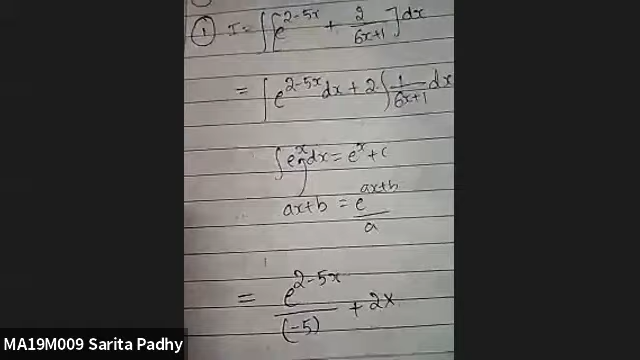 ① I = ∫[e^{2-5x} + 2/(6x+1)] dx
= ∫e^{2-5x} dx + 2∫1/(6x+1) dx
∫e^x dx = e^x + c
ax+b = e^{ax+b}/a
= e^{2-5x}/(-5) + 2x
MA19M009 Sarita Padhy